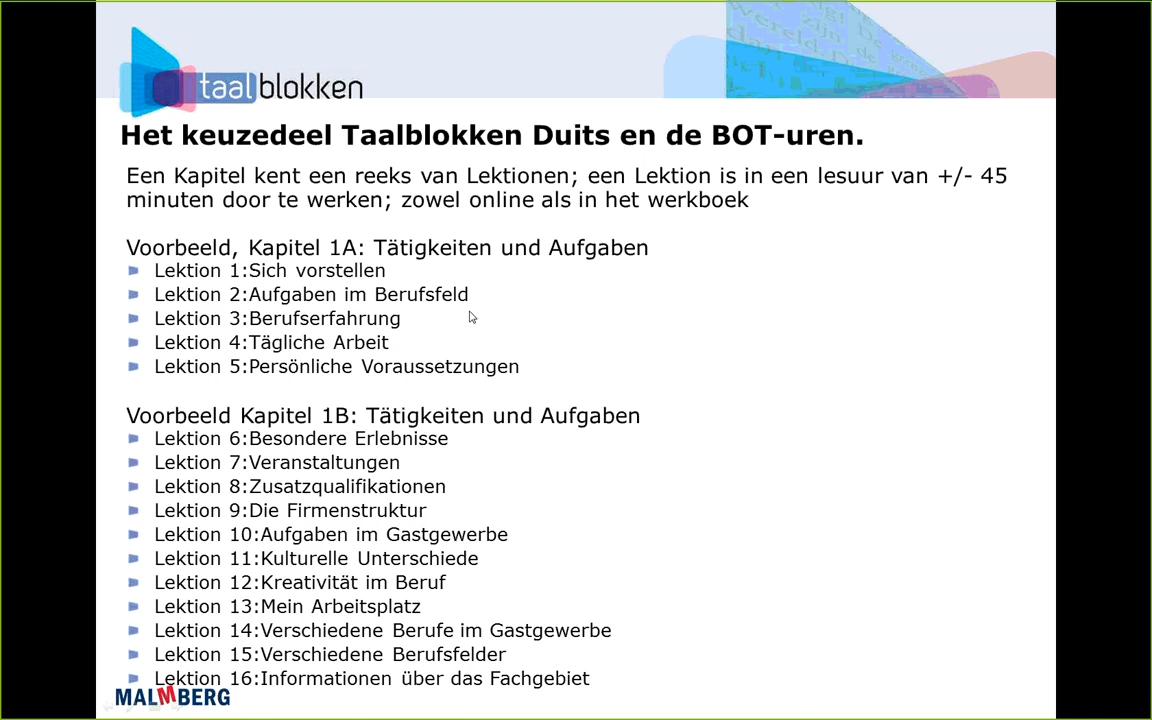 taalblokken
Het keuzedeel Taalblokken Duits en de BOT-uren.
Een Kapitel kent een reeks van Lektionen; een Lektion is in een lesuur van +/- 45
minuten door te werken; zowel online als in het werkboek
Voorbeeld, Kapitel 1A: Tätigkeiten und Aufgaben
Lektion 1:Sich vorstellen
Lektion 2:Aufgaben im Berufsfeld
Lektion 3:Berufserfahrung
Lektion 4:Tägliche Arbeit
Lektion 5:Persönliche Voraussetzungen
Voorbeeld Kapitel 1B: Tätigkeiten und Aufgaben
Lektion 6:Besondere Erlebnisse
Lektion 7:Veranstaltungen
Lektion 8:Zusatzqualifikationen
Lektion 9:Die Firmenstruktur
Lektion 10:Aufgaben im Gastgewerbe
Lektion 11:Kulturelle Unterschiede
Lektion 12:Kreativität im Beruf
Lektion 13:Mein Arbeitsplatz
Lektion 14:Verschiedene Berufe im Gastgewerbe
Lektion 15:Verschiedene Berufsfelder
Lektion 16:Informationen über das Fachgebiet
MALMBERG